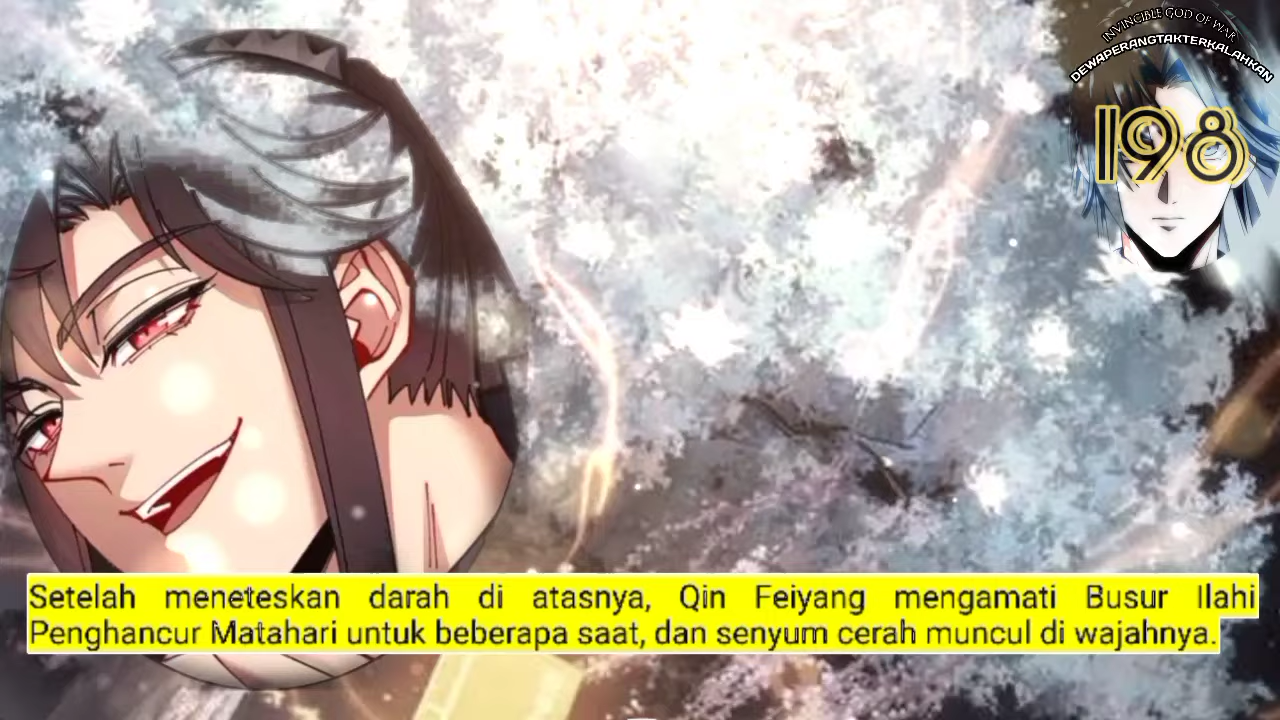 INVINCIBLE GOD OF WAR
DEWAPERANGTAKTERKALAHKAN
198
Setelah meneteskan darah di atasnya, Qin Feiyang mengamati Busur Ilahi
Penghancur Matahari untuk beberapa saat, dan senyum cerah muncul di wajahnya.